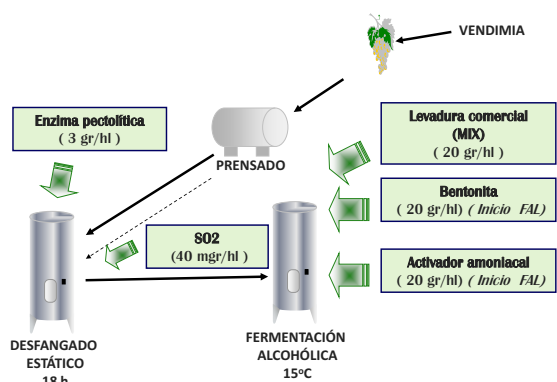 VENDIMIA
Enzima pectolítica
( 3 gr/hl )
PRENSADO
Levadura comercial
(MIX)
( 20 gr/hl )
Bentonita
( 20 gr/hl) ( Inicio FAL)
SO2
(40 mgr/hl )
Activador amoniacal
( 20 gr/hl) ( Inicio FAL)
DESFANGADO
ESTÁTICO
18 h
FERMENTACIÓN
ALCOHÓLICA
15ºC